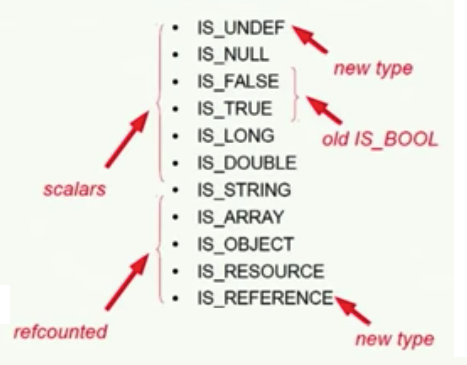 • IS_UNDEF
• IS_NULL
new type
• IS_FALSE
• IS_TRUE
old IS_BOOL
• IS_LONG
• IS_DOUBLE
scalars
• IS_STRING
• IS_ARRAY
• IS_OBJECT
• IS_RESOURCE
• IS_REFERENCE
refcounted
new type